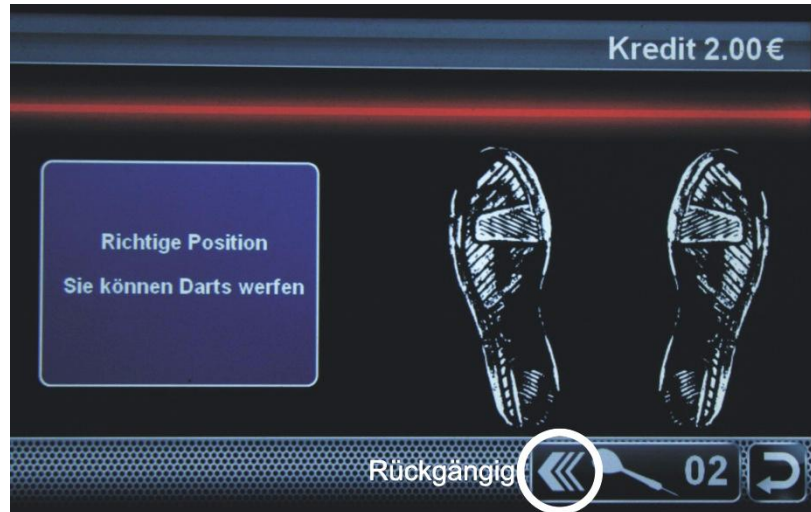 Kredit 2.00€
Richtige Position
Sie können Darts werfen
Rückgängig
02